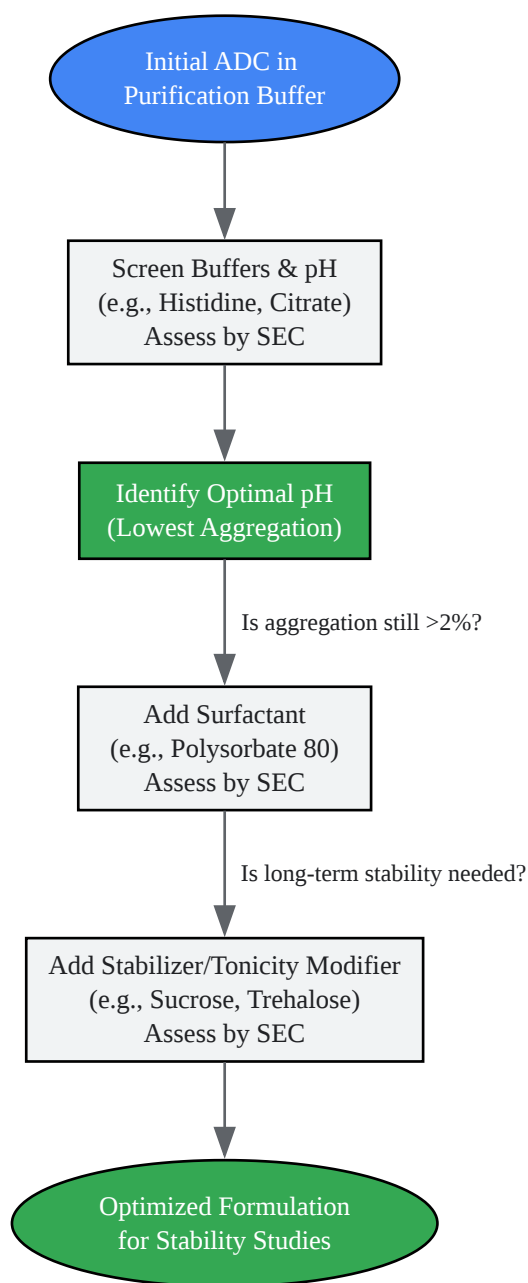 Initial ADC in
Purification Buffer
Screen Buffers & pH
(e.g., Histidine, Citrate)
Assess by SEC
Identify Optimal pH
(Lowest Aggregation)
Is aggregation still >2%?
Add Surfactant
(e.g., Polysorbate 80)
Assess by SEC
Is long-term stability needed?
Add Stabilizer/Tonicity Modifier
(e.g., Sucrose, Trehalose)
Assess by SEC
Optimized Formulation
for Stability Studies